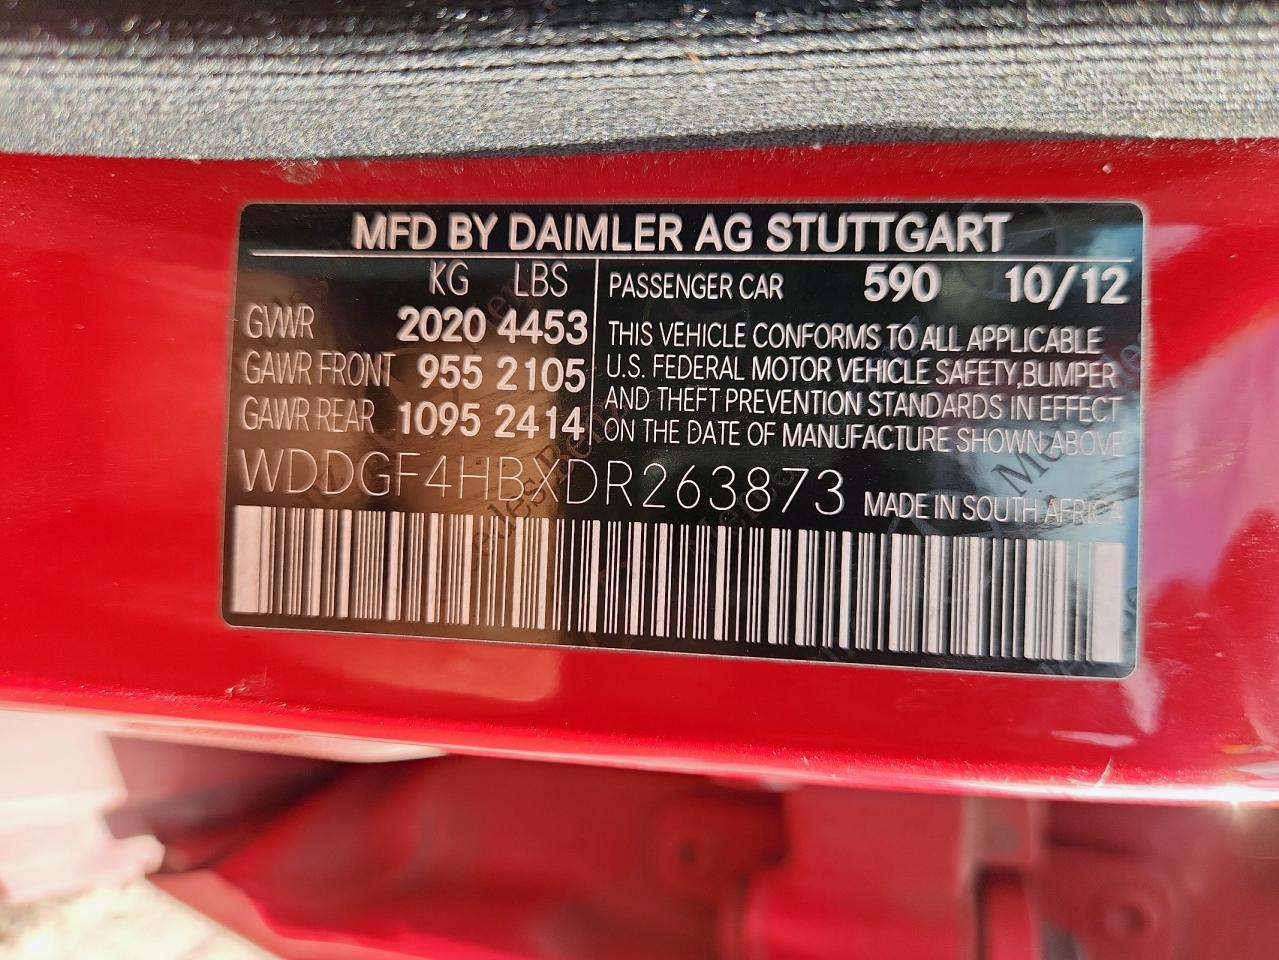 MFD BY DAIMLER AG STUTTGART
KG LBS
GVWR 2020 4453
GAWR FRONT 955 2105
GAWR REAR 1095 2414
PASSENGER CAR 590 10/12
THIS VEHICLE CONFORMS TO ALL APPLICABLE
U.S. FEDERAL MOTOR VEHICLE SAFETY,BUMPER
AND THEFT PREVENTION STANDARDS IN EFFECT
ON THE DATE OF MANUFACTURE SHOWN ABOVE
WDDGF4HBXDR263873 MADE IN SOUTH AFRICA